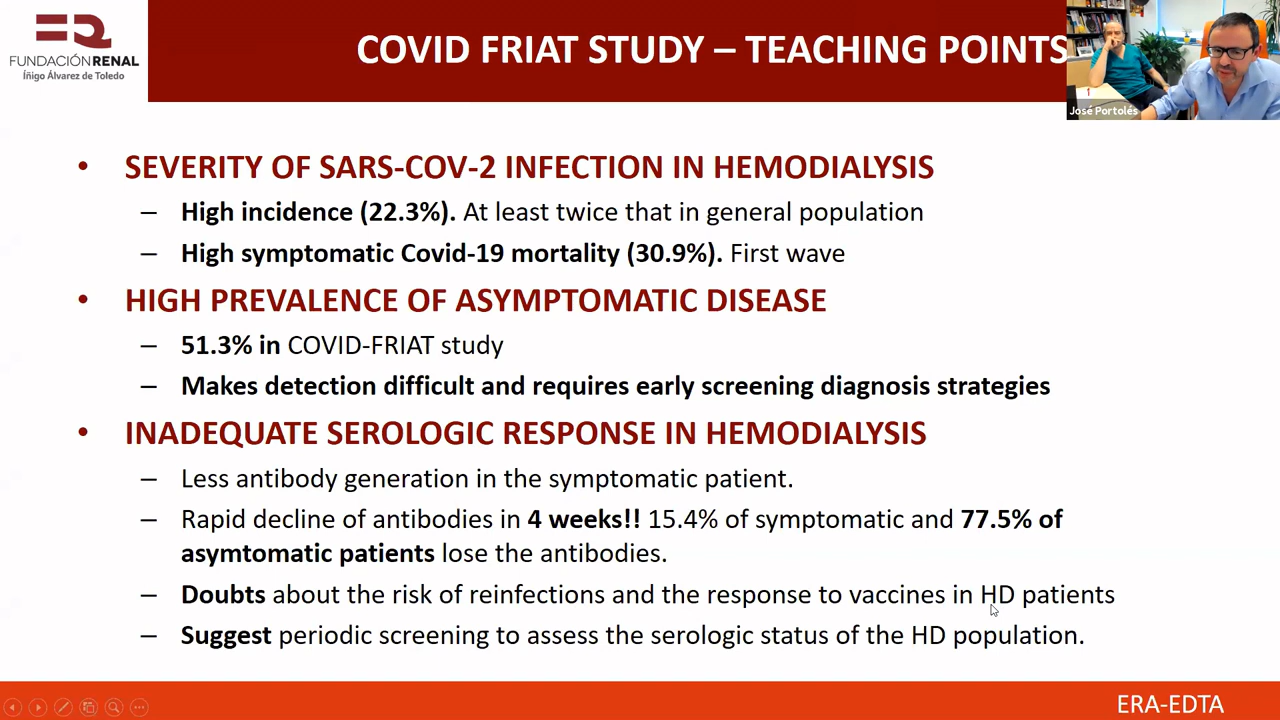 FUNDACIÓN RENAL
Íñigo Álvarez de Toledo
COVID FRIAT STUDY – TEACHING POINTS
José Portolés
• SEVERITY OF SARS-COV-2 INFECTION IN HEMODIALYSIS
– High incidence (22.3%). At least twice that in general population
– High symptomatic Covid-19 mortality (30.9%). First wave
• HIGH PREVALENCE OF ASYMPTOMATIC DISEASE
– 51.3% in COVID-FRIAT study
– Makes detection difficult and requires early screening diagnosis strategies
• INADEQUATE SEROLOGIC RESPONSE IN HEMODIALYSIS
– Less antibody generation in the symptomatic patient.
– Rapid decline of antibodies in 4 weeks!! 15.4% of symptomatic and 77.5% of
asymtomatic patients lose the antibodies.
– Doubts about the risk of reinfections and the response to vaccines in HD patients
– Suggest periodic screening to assess the serologic status of the HD population.
ERA-EDTA